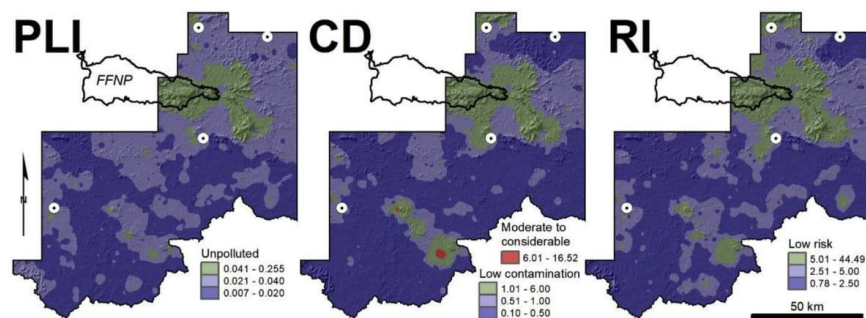 PLI
FFNP
N
Unpolluted
0.041 - 0.255
0.021 - 0.040
0.007 - 0.020
CD
Moderate to
considerable
6.01 - 16.52
Low contamination
1.01 - 6.00
0.51 - 1.00
0.10 - 0.50
RI
Low risk
5.01 - 44.49
2.51 - 5.00
0.78 - 2.50
50 km